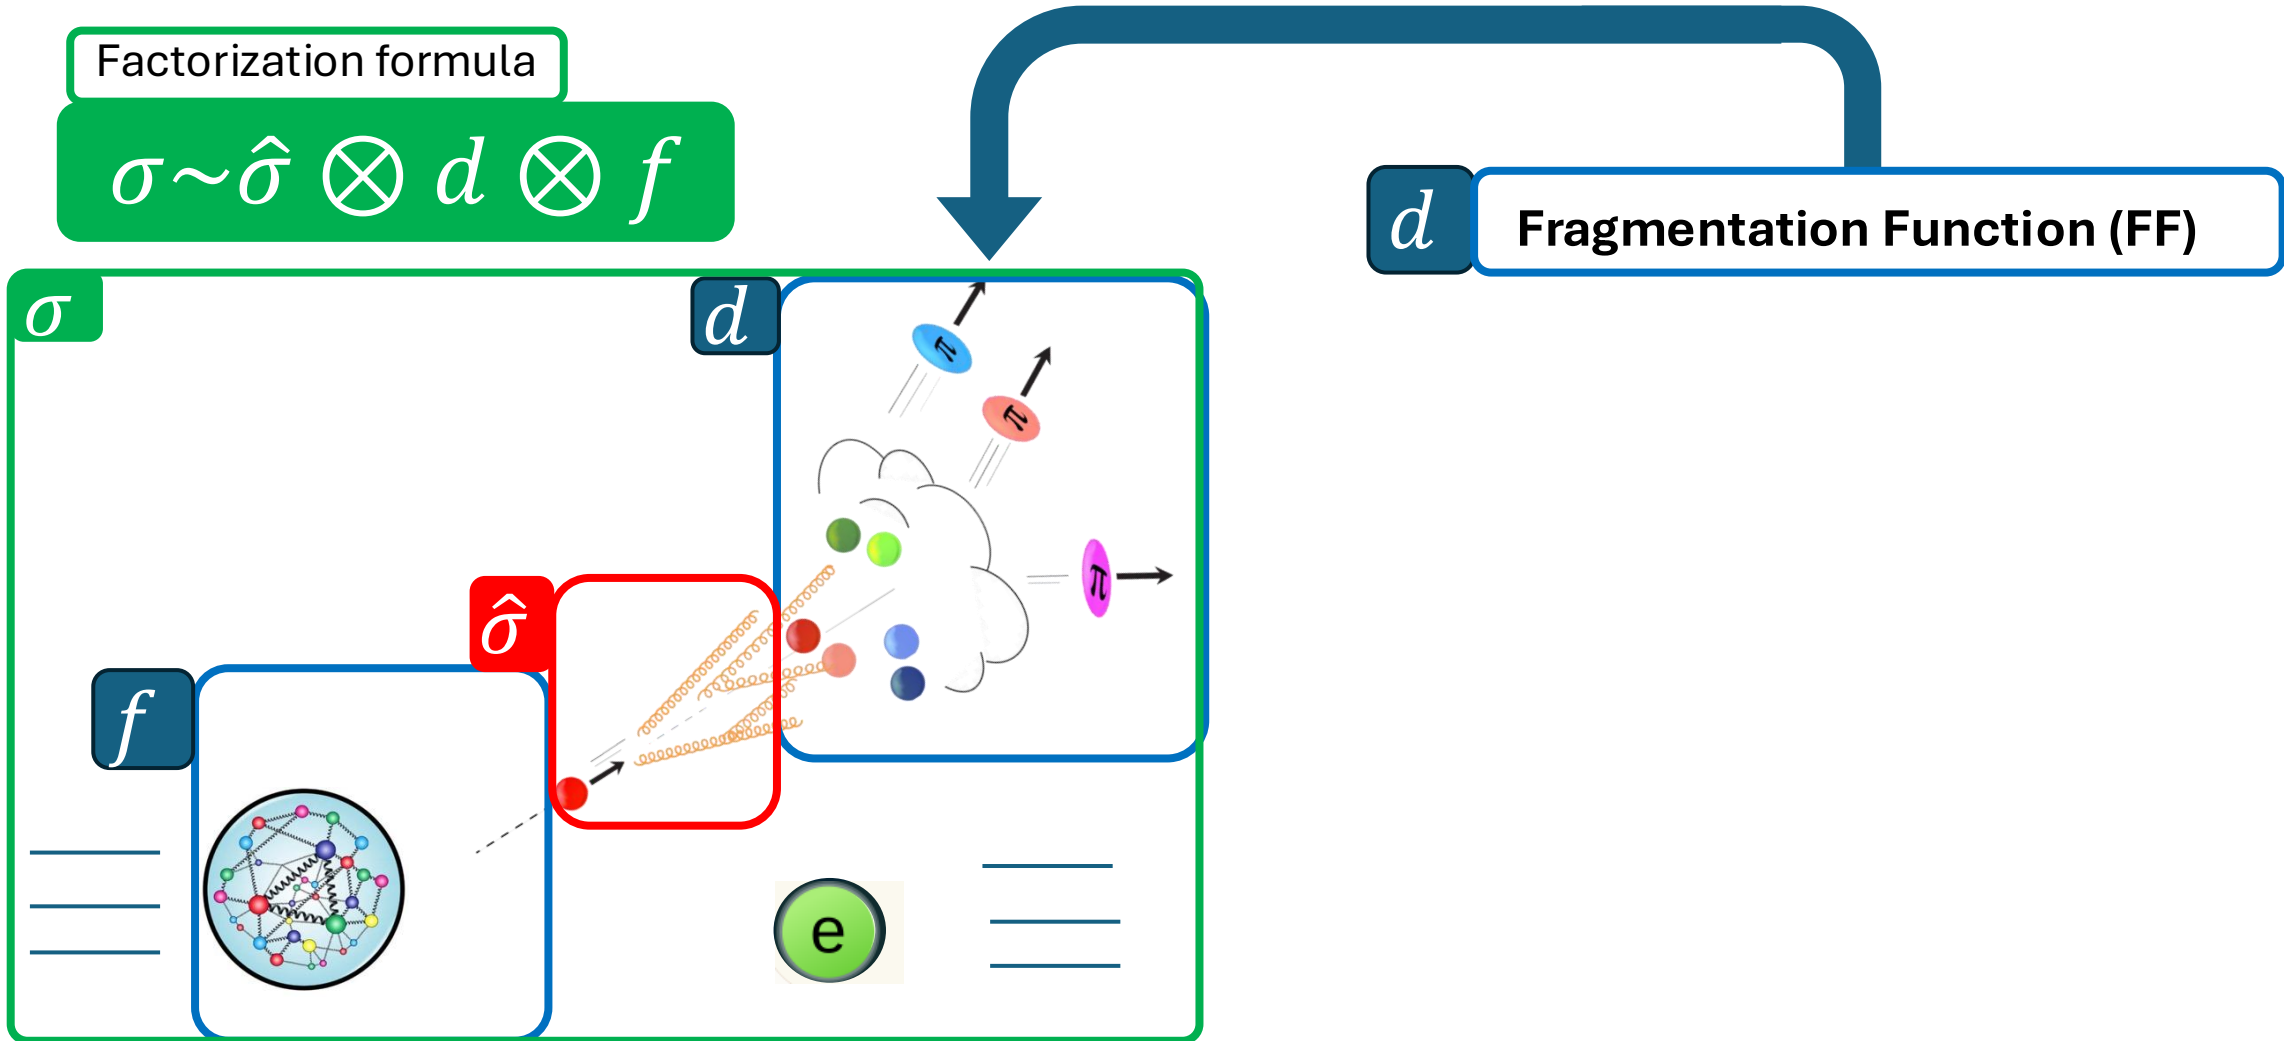 Factorization formula
σ~σ̂ ⊗ d ⊗ f
d Fragmentation Function (FF)
σ
d
π
π
π
σ̂
f
e